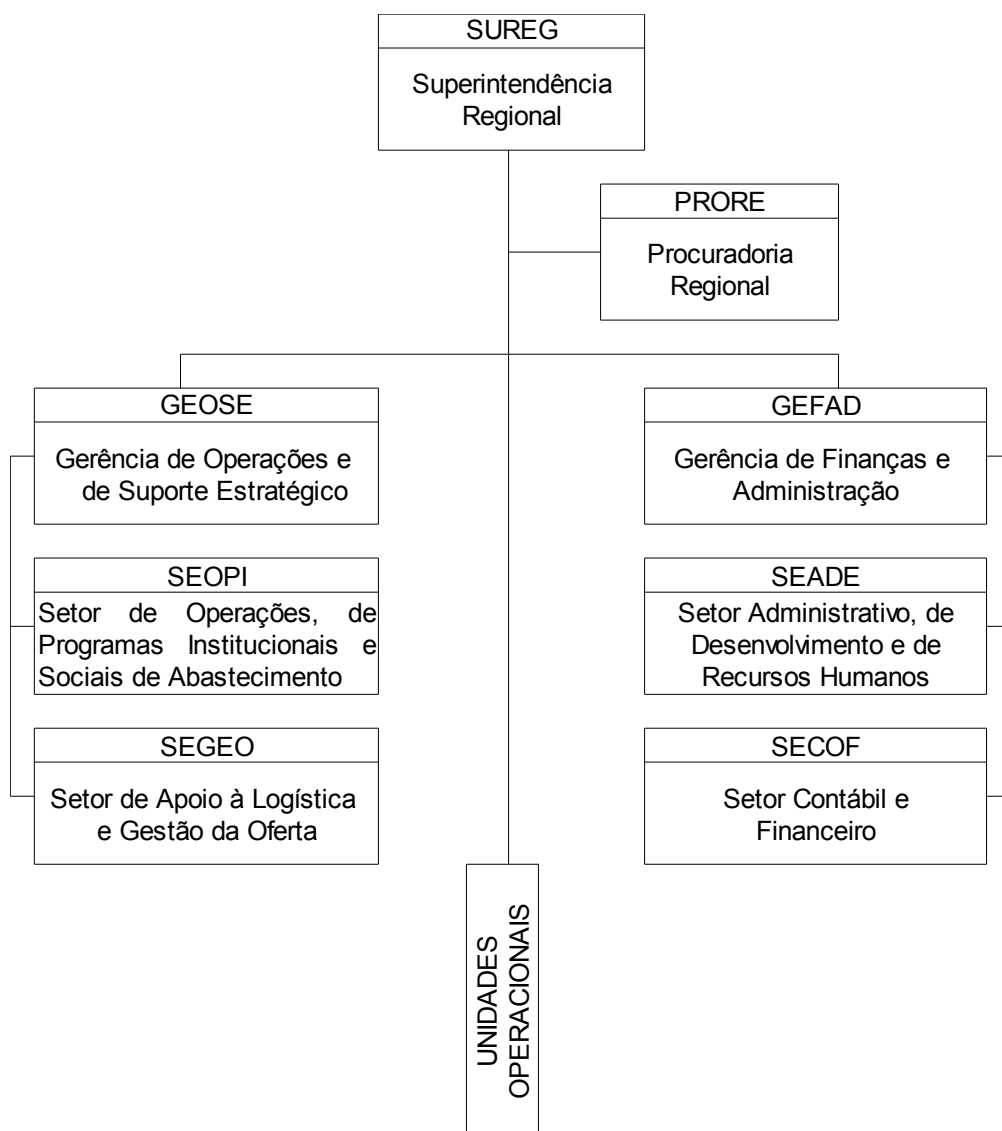 SUREG
Superintendência
Regional
PRORE
Procuradoria
Regional
GEOSE
Gerência de Operações e
de Suporte Estratégico
GEFAD
Gerência de Finanças e
Administração
SEOPI
Setor de Operações, de
Programas Institucionais e
Sociais de Abastecimento
SEADE
Setor Administrativo, de
Desenvolvimento e de
Recursos Humanos
SEGEO
Setor de Apoio à Logística
e Gestão da Oferta
SECOF
Setor Contábil e
Financeiro
UNIDADES
OPERACIONAIS